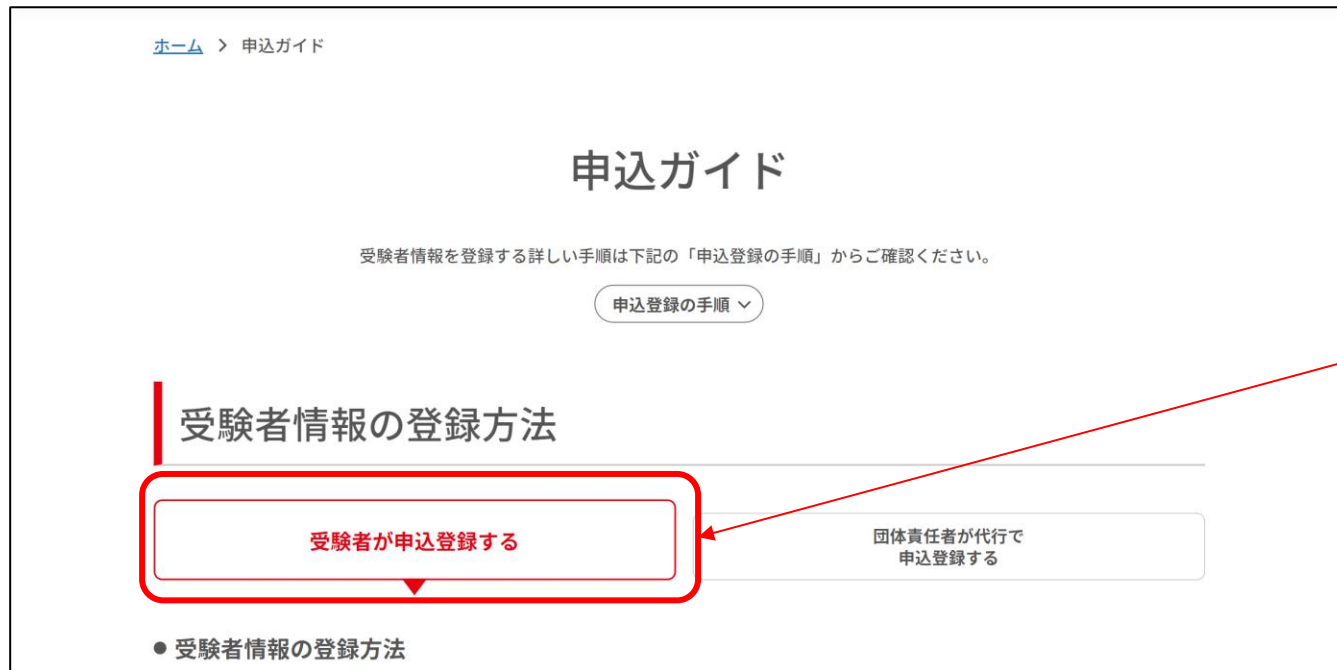 ホーム > 申込ガイド
申込ガイド
受験者情報を登録する詳しい手順は下記の「申込登録の手順」からご確認ください。
申込登録の手順
受験者情報の登録方法
受験者が申込登録する
団体責任者が代行で
申込登録する
● 受験者情報の登録方法